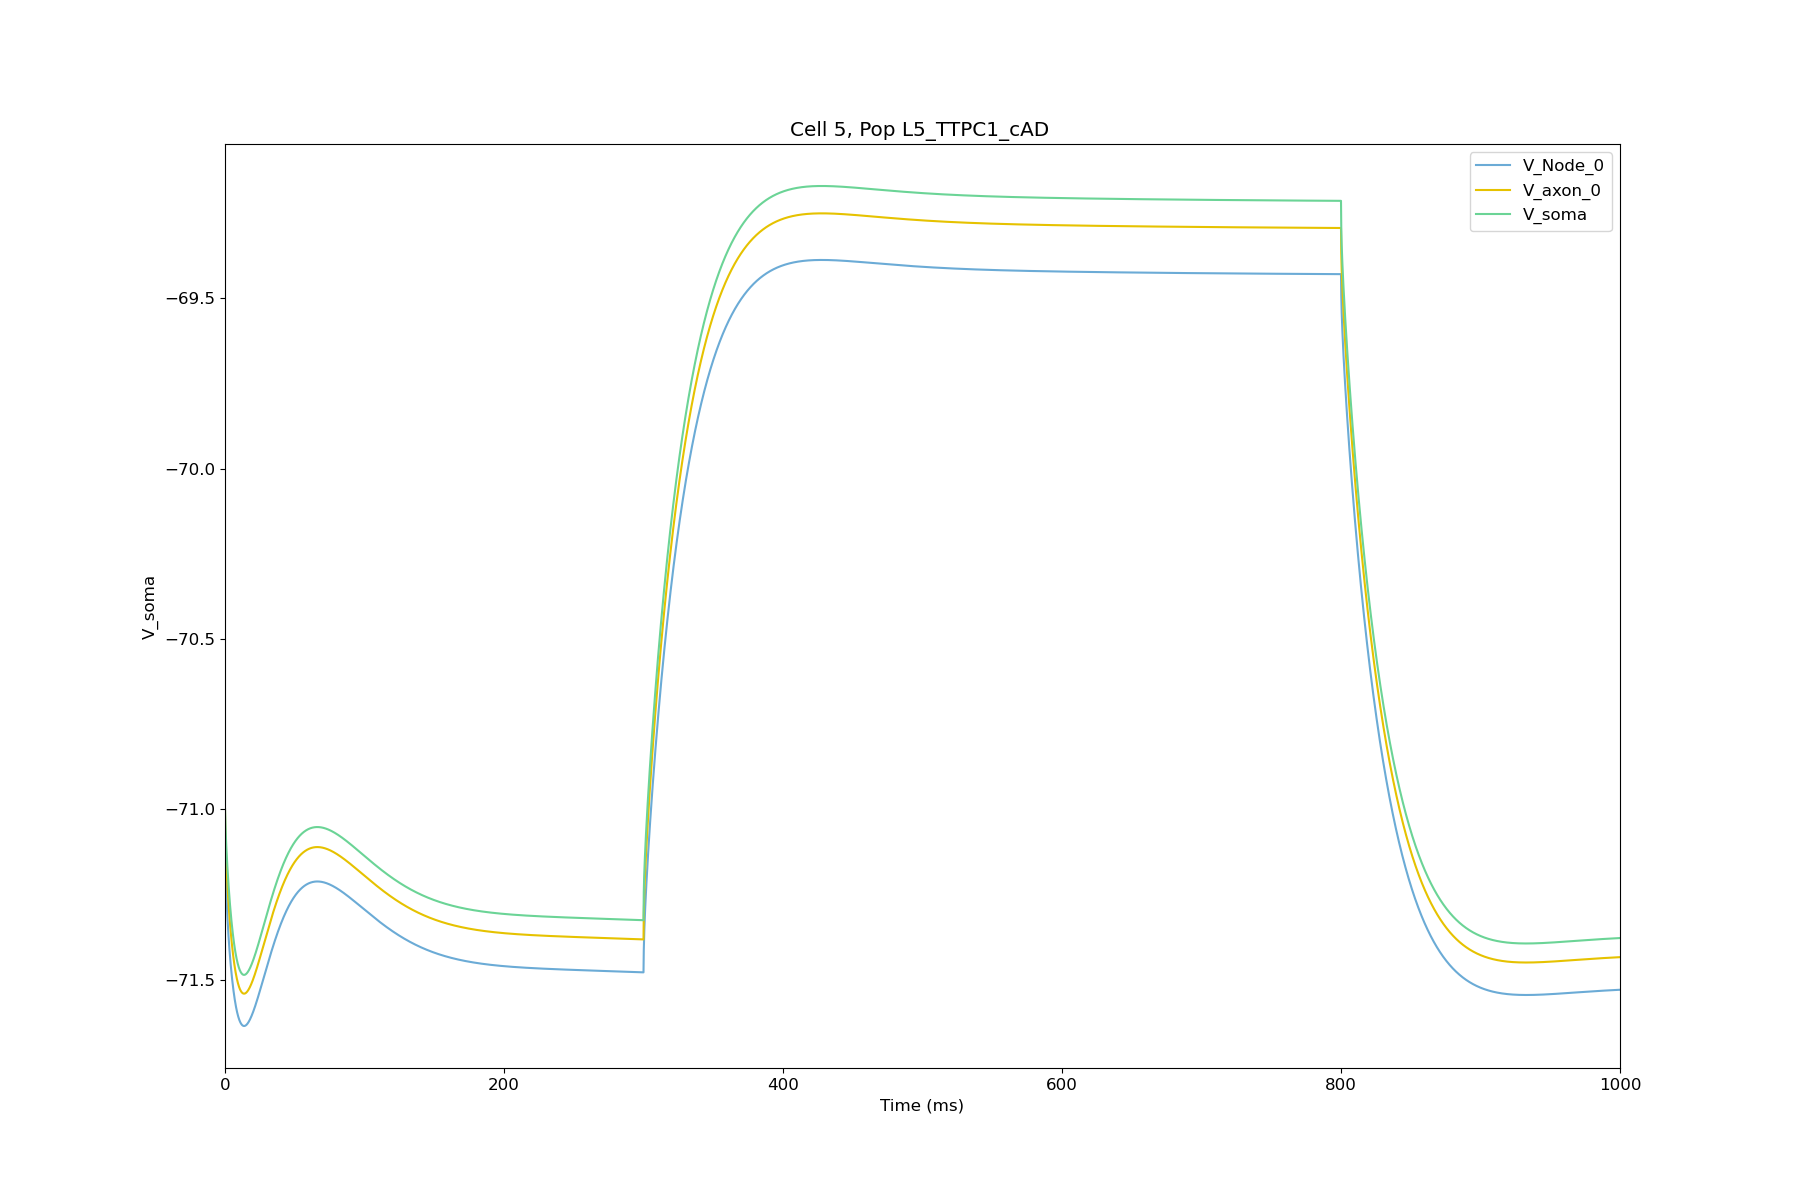 Cell 5, Pop L5_TTPC1_cAD
V_Node_0
V_axon_0
V_soma
−69.5
−70.0
−70.5
−71.0
−71.5
V_soma
0
200
400
600
800
1000
Time (ms)